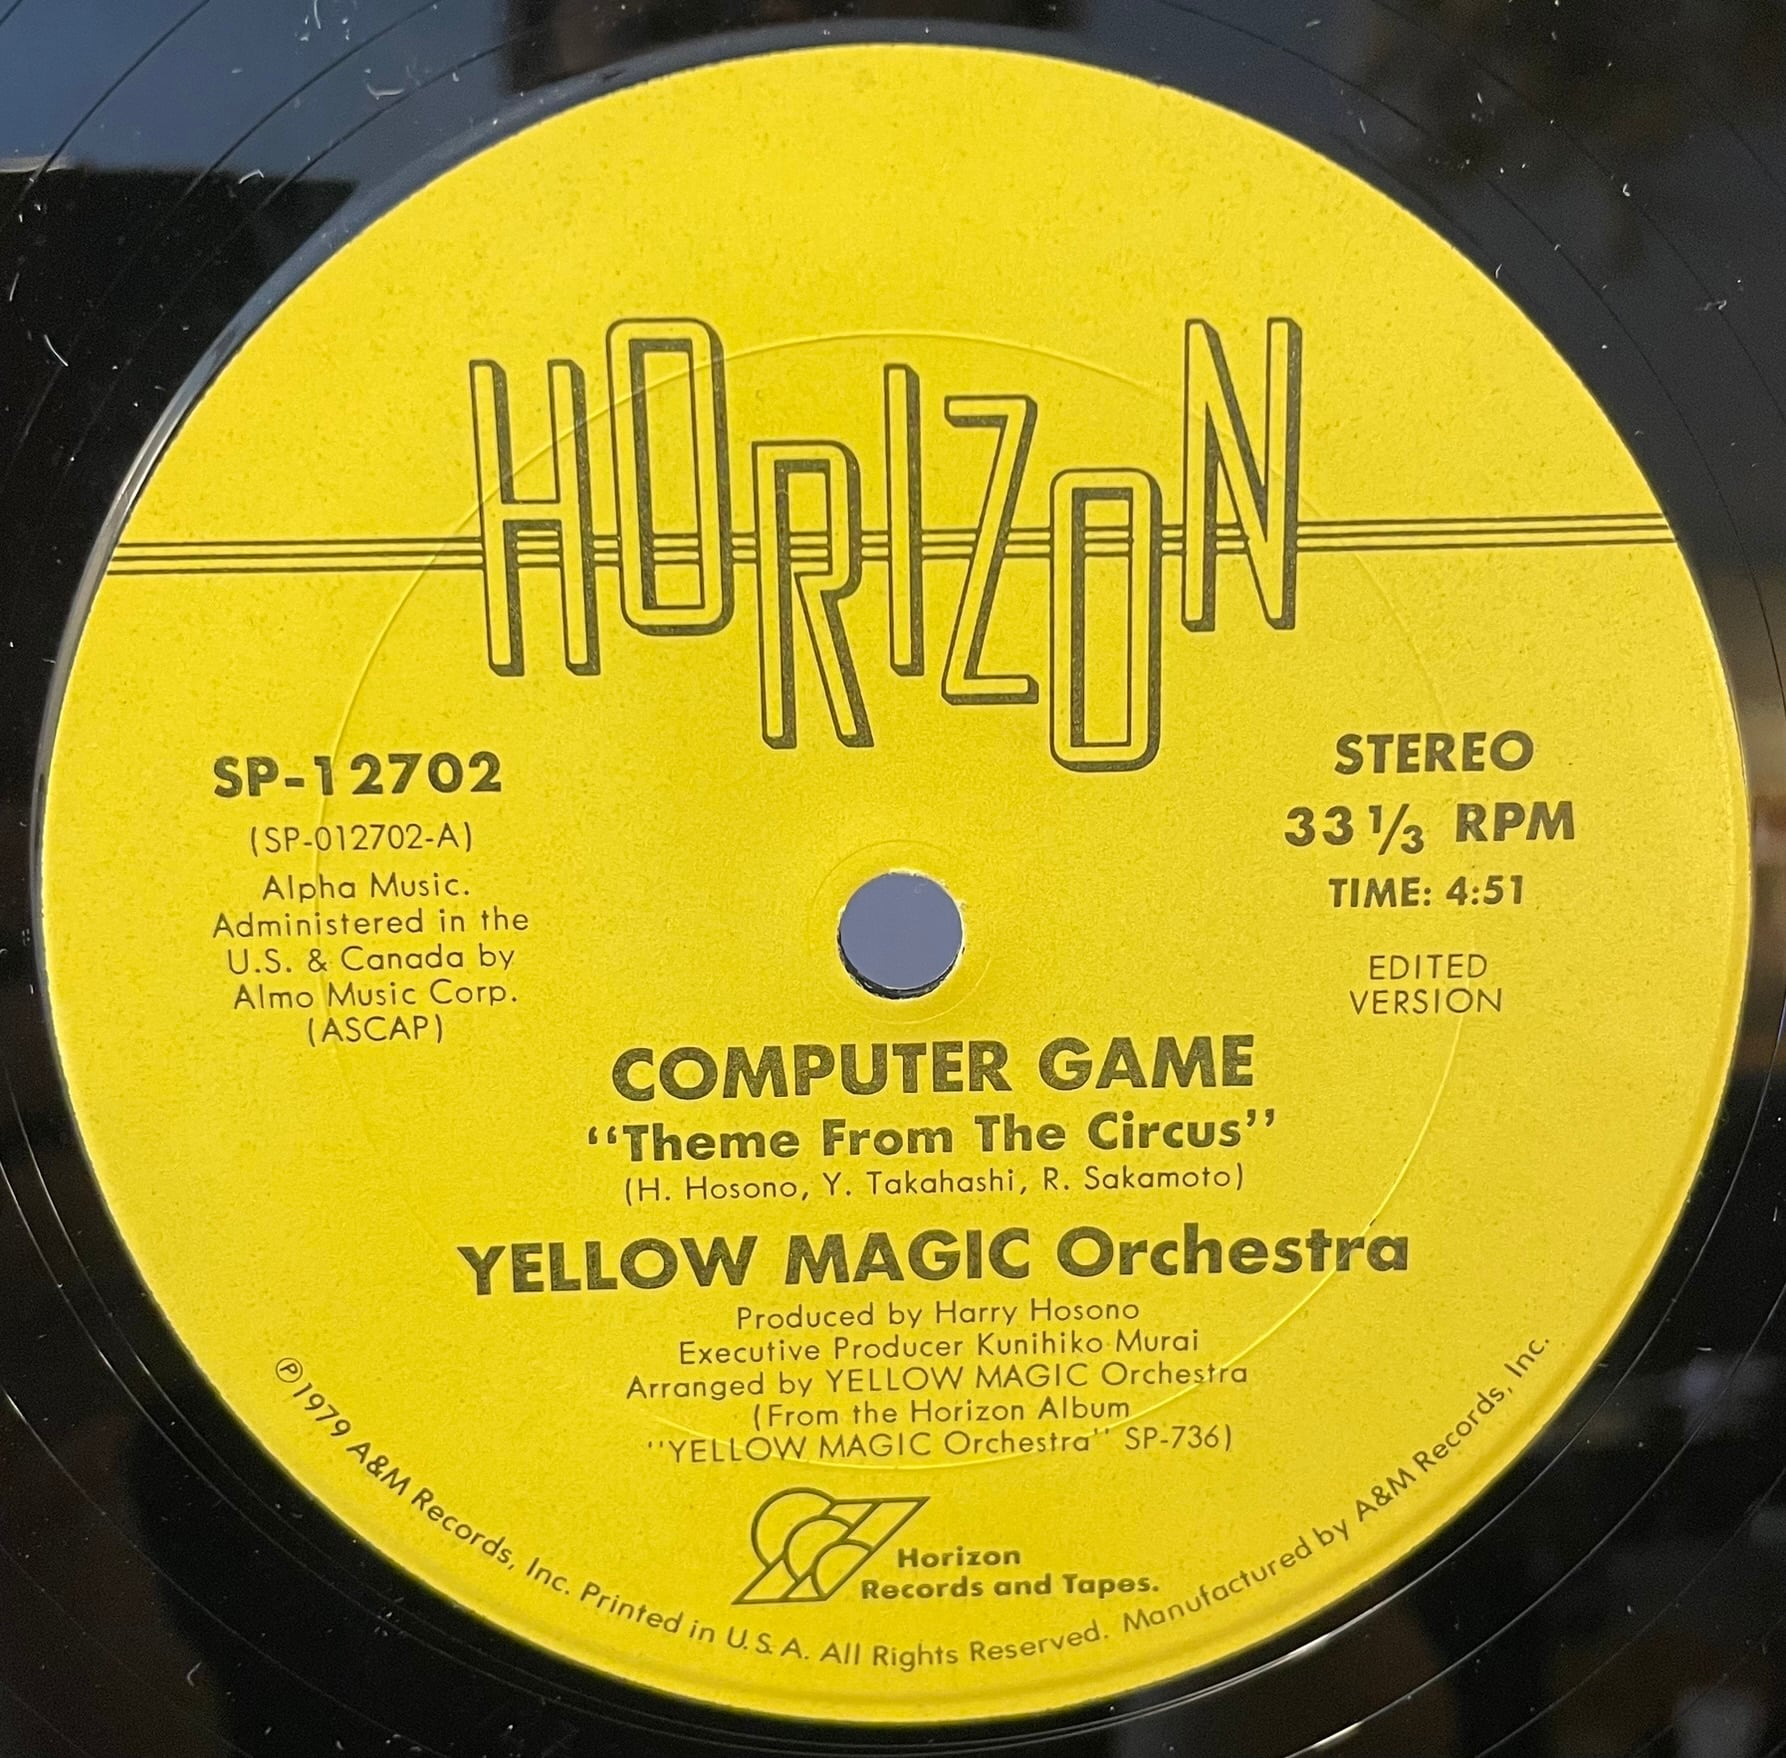 HORIZON
SP-12702
(SP-012702-A)
Alpha Music.
Administered in the
U.S. & Canada by
Almo Music Corp.
(ASCAP)
STEREO
33 1/3 RPM
TIME: 4:51
EDITED
VERSION
COMPUTER GAME
“Theme From The Circus”
(H. Hosono, Y. Takahashi, R. Sakamoto)
YELLOW MAGIC Orchestra
Produced by Harry Hosono
Executive Producer Kunihiko Murai
Arranged by YELLOW MAGIC Orchestra
(From the Horizon Album
"YELLOW MAGIC Orchestra" SP-736)
Horizon
Records and Tapes.
℗1979 A&M Records, Inc. Printed in U.S.A. All Rights Reserved. Manufactured by A&M Records, Inc.